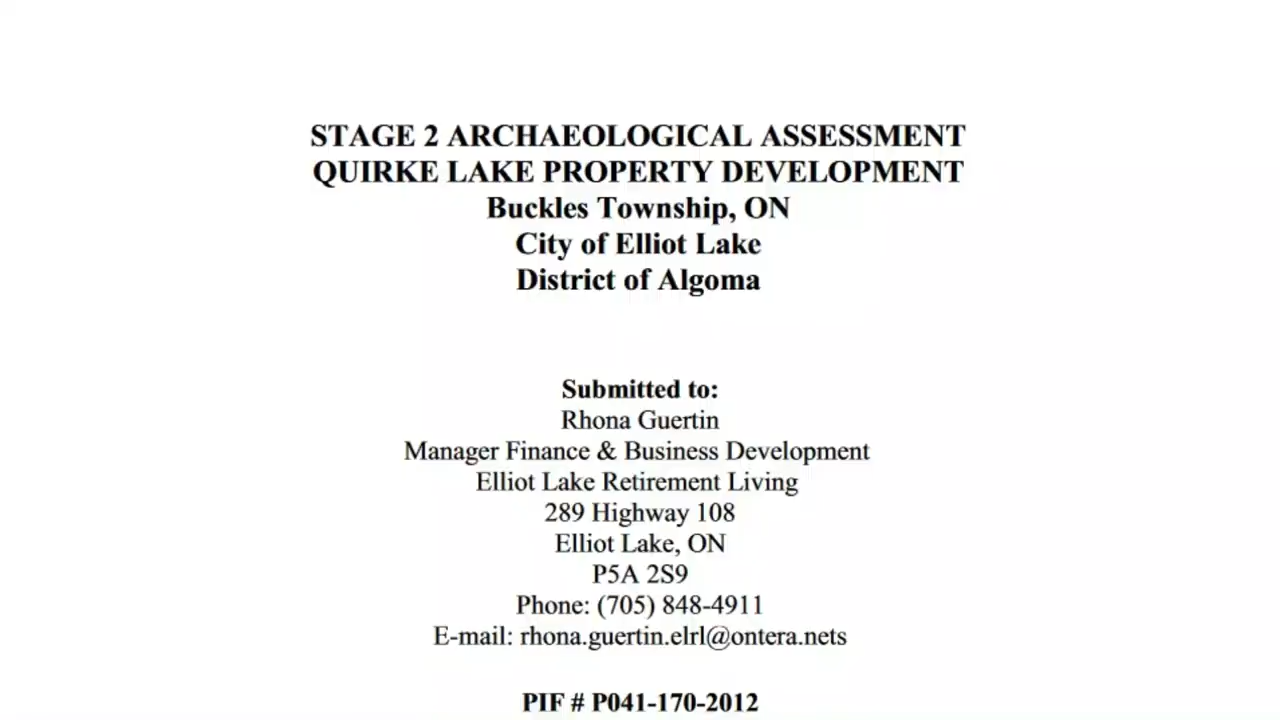 STAGE 2 ARCHAEOLOGICAL ASSESSMENT
QUIRKE LAKE PROPERTY DEVELOPMENT
Buckles Township, ON
City of Elliot Lake
District of Algoma
Submitted to:
Rhona Guertin
Manager Finance & Business Development
Elliot Lake Retirement Living
289 Highway 108
Elliot Lake, ON
P5A 2S9
Phone: (705) 848-4911
E-mail: rhona.guertin.elrl@ontera.nets
PIF # P041-170-2012